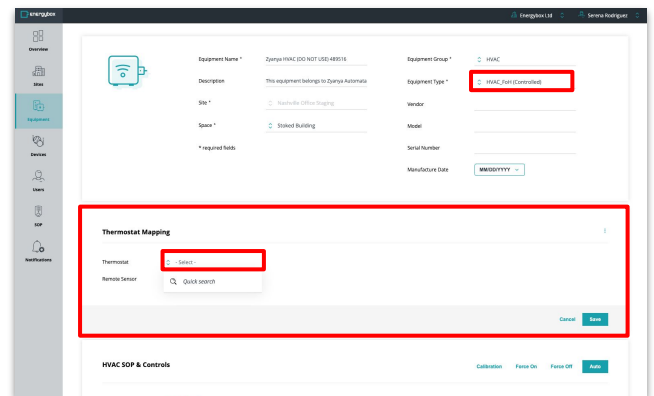 energybox
Energybox Ltd
Serena Rodriguez
Overview
Sites
Equipment
Devices
Users
SOP
Notifications
Equipment Name * Zyanya HVAC (DO NOT USE) 489516
Equipment Group * HVAC
Description This equipment belongs to Zyanya Automata
Equipment Type * HVAC_FoH (Controlled)
Site * Nashville Office Staging
Vendor
Space * Stoked Building
Model
* required fields
Serial Number
Manufacture Date MM/DD/YYYY
Thermostat Mapping
Thermostat - Select -
Remote Sensor Quick search
Cancel Save
HVAC SOP & Controls
Calibration Force On Force Off Auto